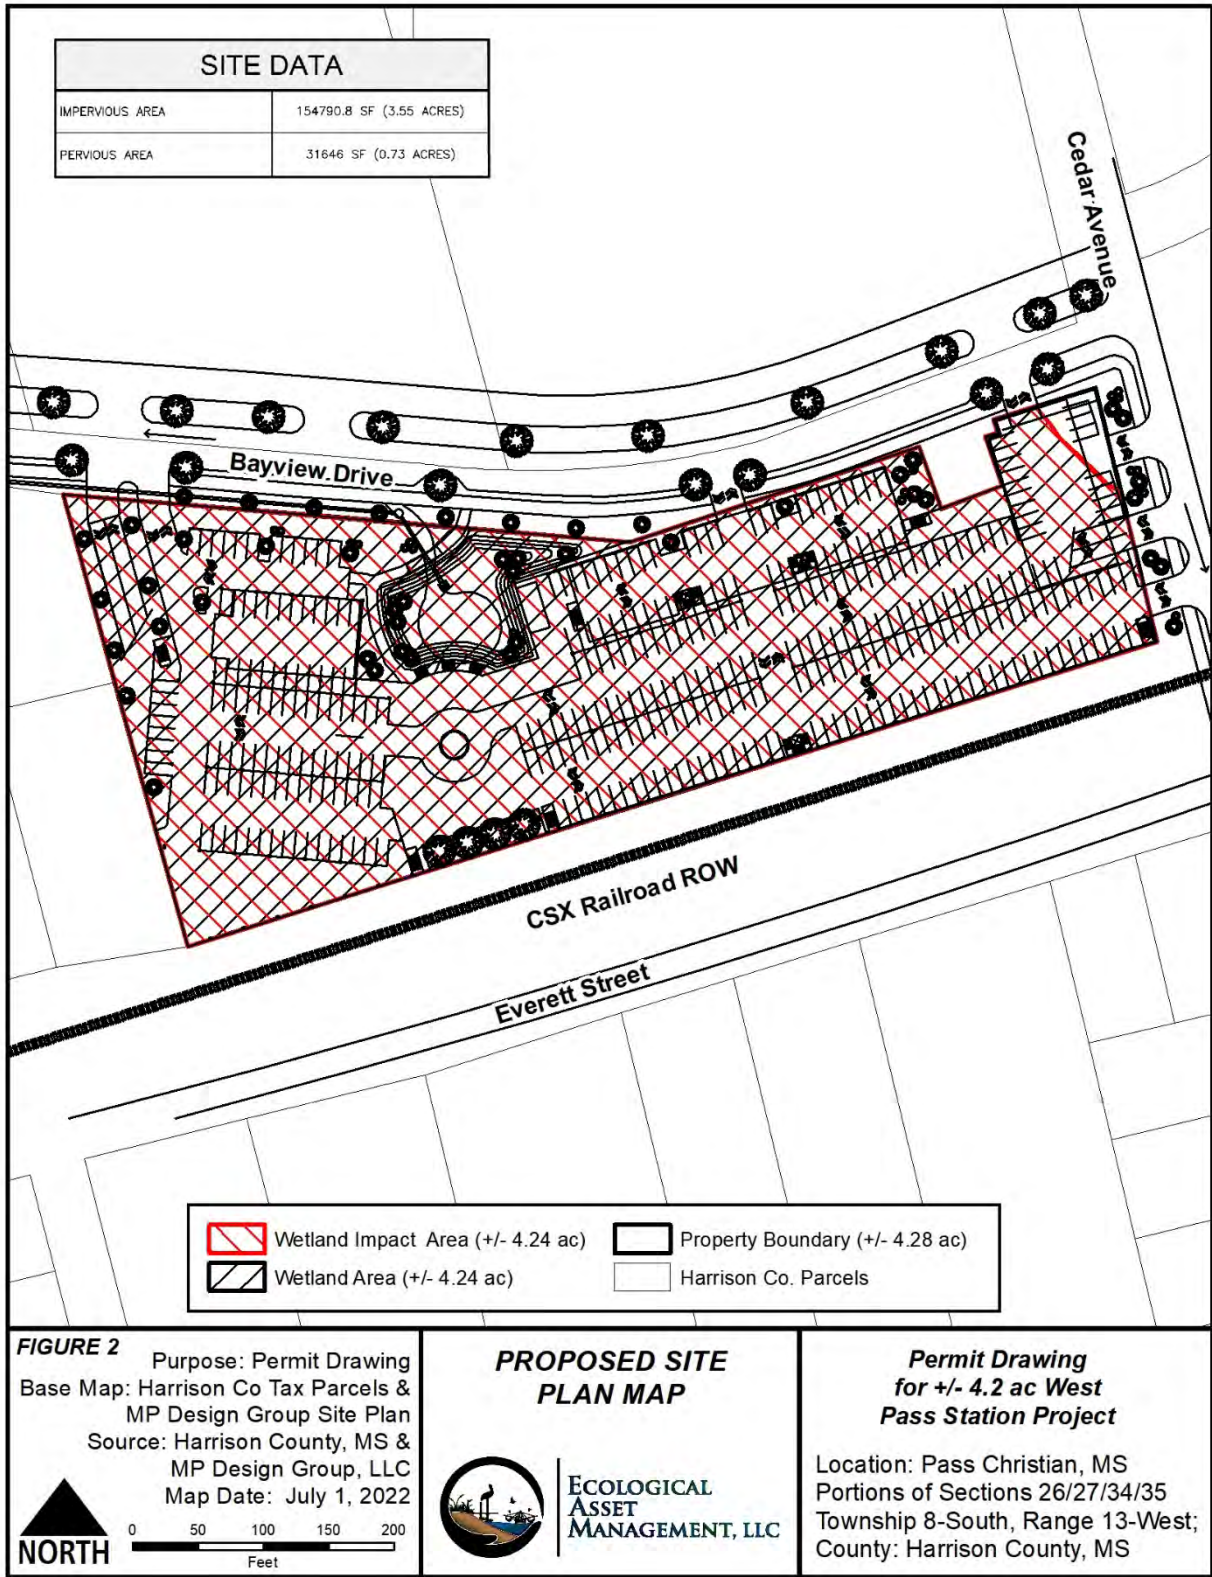 SITE DATA
IMPERVIOUS AREA 154790.8 SF (3.55 ACRES)
PERVIOUS AREA 31646 SF (0.73 ACRES)
Cedar Avenue
Bayview Drive
CSX Railroad ROW
Everett Street
Wetland Impact Area (+/- 4.24 ac)
Property Boundary (+/- 4.28 ac)
Wetland Area (+/- 4.24 ac)
Harrison Co. Parcels
FIGURE 2
Purpose: Permit Drawing
Base Map: Harrison Co Tax Parcels &
MP Design Group Site Plan
Source: Harrison County, MS &
MP Design Group, LLC
Map Date: July 1, 2022
NORTH
0 50 100 150 200
Feet
PROPOSED SITE
PLAN MAP
ECOLOGICAL
ASSET
MANAGEMENT, LLC
Permit Drawing
for +/- 4.2 ac West
Pass Station Project
Location: Pass Christian, MS
Portions of Sections 26/27/34/35
Township 8-South, Range 13-West;
County: Harrison County, MS